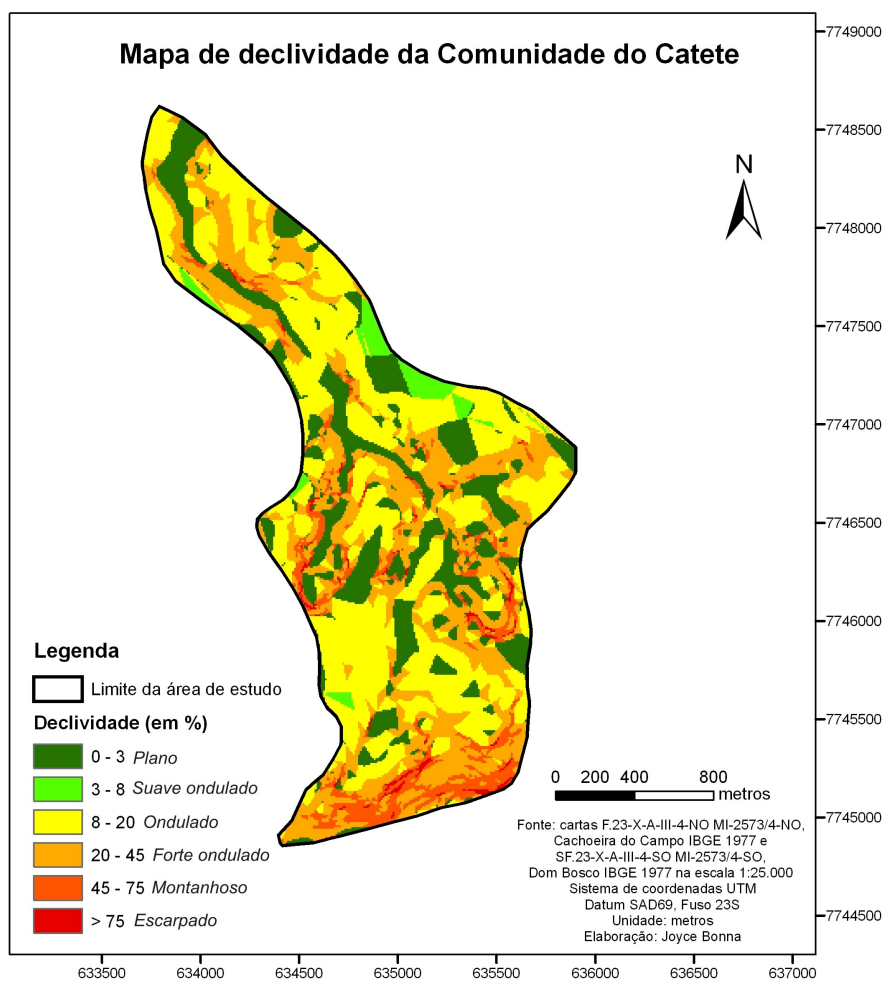 Mapa de declividade da Comunidade do Catete
N
7749000
7748500
7748000
7747500
7747000
7746500
7746000
7745500
7745000
7744500
Legenda
Limite da área de estudo
Declividade (em %)
0 - 3 Plano
3 - 8 Suave ondulado
8 - 20 Ondulado
20 - 45 Forte ondulado
45 - 75 Montanhoso
> 75 Escarpado
0 200 400 800
metros
Fonte: cartas F.23-X-A-III-4-NO MI-2573/4-NO,
Cachoeira do Campo IBGE 1977 e
SF.23-X-A-III-4-SO MI-2573/4-SO,
Dom Bosco IBGE 1977 na escala 1:25.000
Sistema de coordenadas UTM
Datum SAD69, Fuso 23S
Unidade: metros
Elaboração: Joyce Bonna
633500 634000 634500 635000 635500 636000 636500 637000